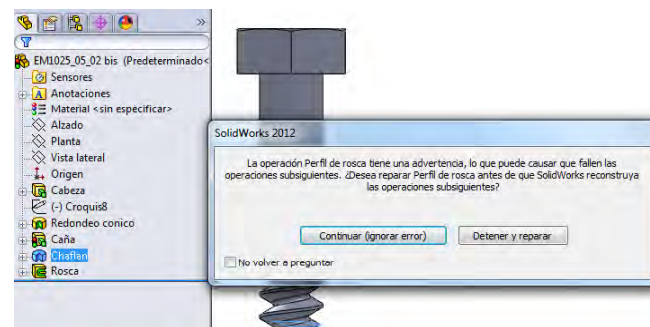 »
EM1025_05_02 bis (Predeterminado<
Sensores
A Anotaciones
Material <sin especificar>
Alzado
Planta
Vista lateral
Origen
Cabeza
(-) Croquis8
Redondeo conico
Caña
Chaflan
Rosca
SolidWorks 2012
La operación Perfil de rosca tiene una advertencia, lo que puede causar que fallen las
operaciones subsiguientes. ¿Desea reparar Perfil de rosca antes de que SolidWorks reconstruya
las operaciones subsiguientes?
Continuar (ignorar error) Detener y reparar
No volver a preguntar